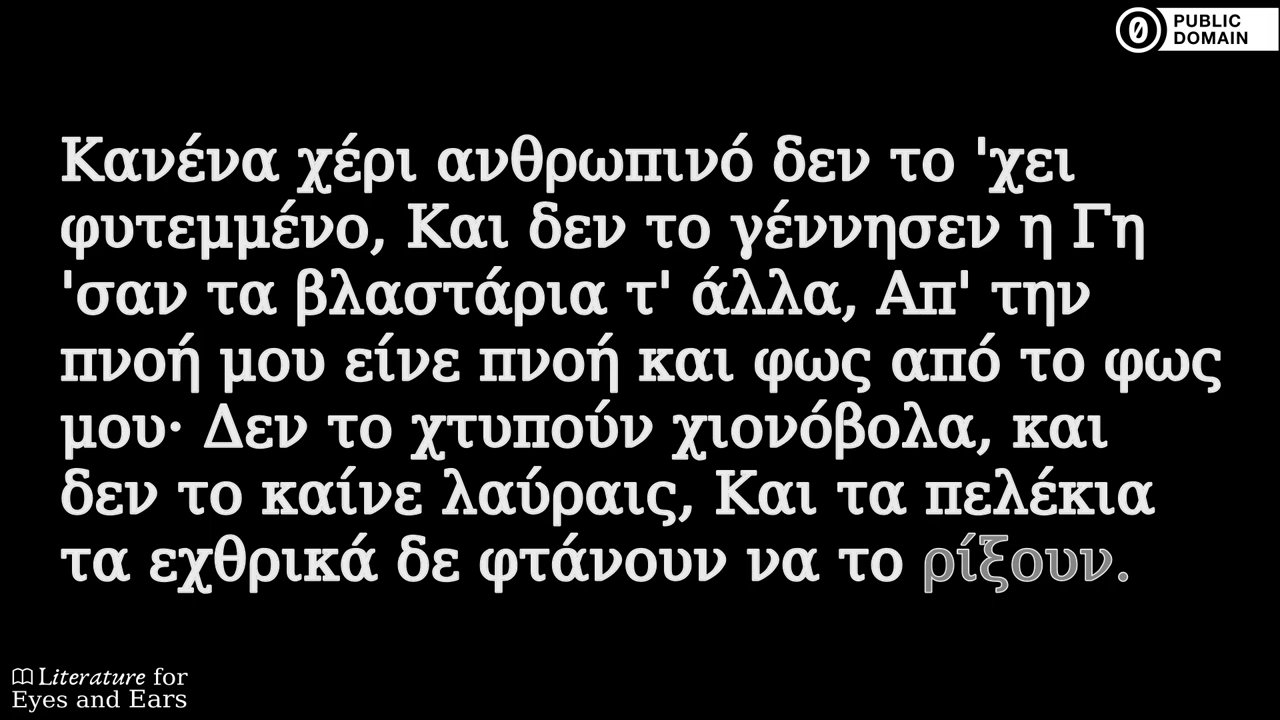 PUBLIC
DOMAIN
Κανένα χέρι ανθρωπινό δεν το 'χει
φυτεμμένο, Και δεν το γέννησεν η Γη
'σαν τα βλαστάρια τ' άλλα, Απ' την
πνοή μου είνε πνοή και φως από το φως
μου· Δεν το χτυπούν χιονόβολα, και
δεν το καίνε λαύραις, Και τα πελέκια
τα εχθρικά δε φτάνουν να το ρίξουν.
Literature for
Eyes and Ears